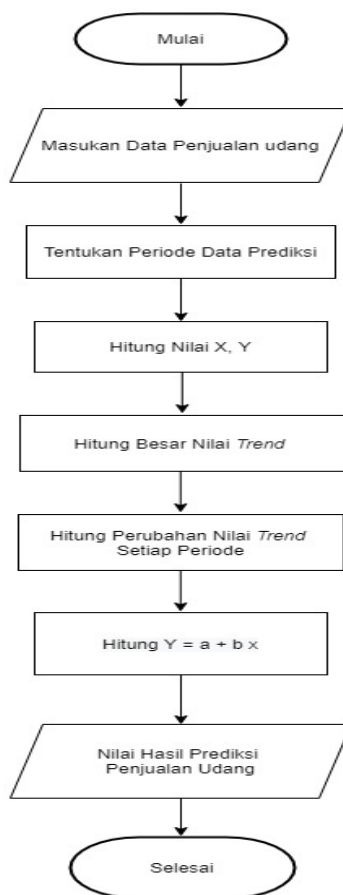 Mulai
Masukan Data Penjualan udang
Tentukan Periode Data Prediksi
Hitung Nilai X, Y
Hitung Besar Nilai Trend
Hitung Perubahan Nilai Trend
Setiap Periode
Hitung Y = a + b x
Nilai Hasil Prediksi
Penjualan Udang
Selesai